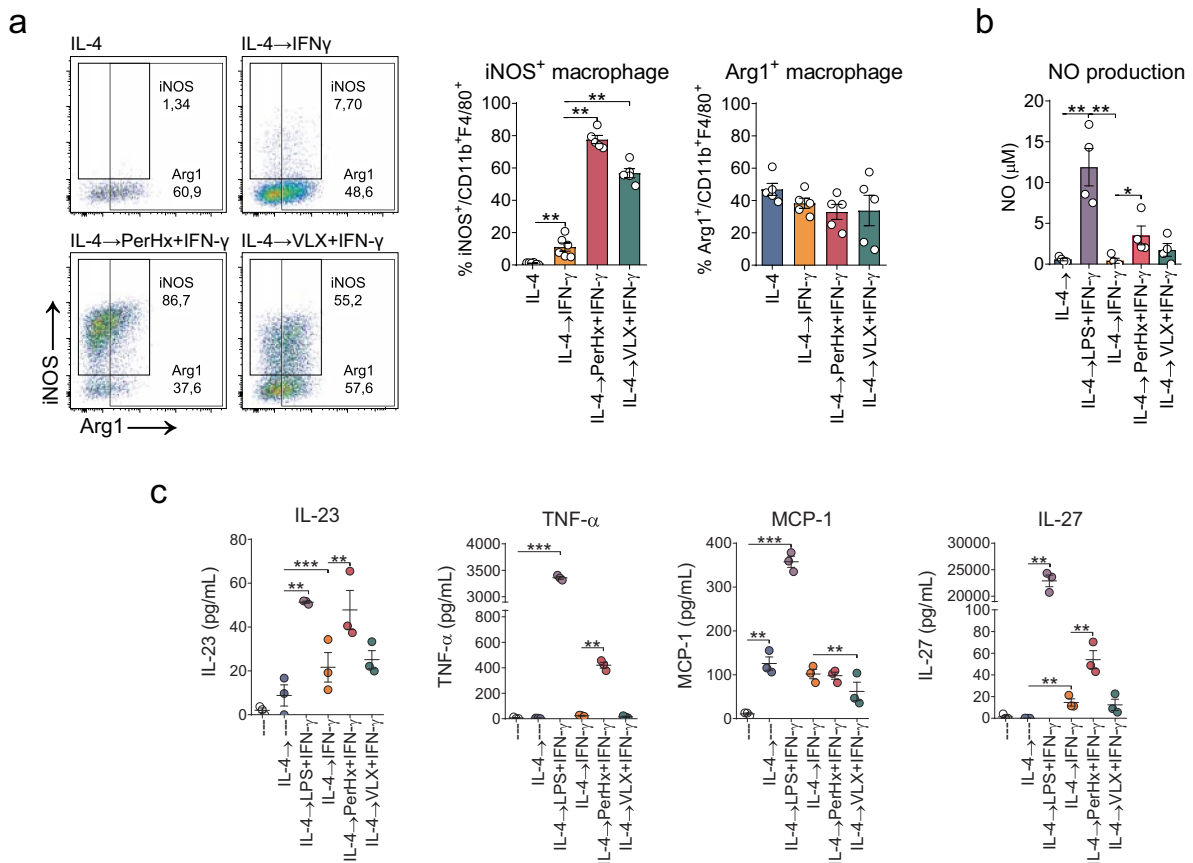 a
IL-4
IL-4→IFNγ
iNOS
1,34
Arg1
60,9
iNOS
7,70
Arg1
48,6
IL-4→PerHx+IFN-γ
IL-4→VLX+IFN-γ
iNOS
86,7
Arg1
37,6
iNOS
55,2
Arg1
57,6
iNOS
Arg1
iNOS+ macrophage
% iNOS+/CD11b+F4/80+
100
80
60
40
20
0
**
**
**
IL-4
IL-4→IFN-γ
IL-4→PerHx+IFN-γ
IL-4→VLX+IFN-γ
Arg1+ macrophage
% Arg1+/CD11b+F4/80+
100
80
60
40
20
0
IL-4
IL-4→IFN-γ
IL-4→PerHx+IFN-γ
IL-4→VLX+IFN-γ
b
NO production
NO (μM)
20
15
10
5
0
** **
*
IL-4→
IL-4→LPS+IFN-γ
IL-4→IFN-γ
IL-4→PerHx+IFN-γ
IL-4→VLX+IFN-γ
c
IL-23
IL-23 (pg/mL)
80
60
40
20
0
*** **
**
---
IL-4→---
IL-4→LPS+IFN-γ
IL-4→IFN-γ
IL-4→PerHx+IFN-γ
IL-4→VLX+IFN-γ
TNF-α
TNF-α (pg/mL)
4000
3000
800
600
400
200
0
***
**
---
IL-4→---
IL-4→LPS+IFN-γ
IL-4→IFN-γ
IL-4→PerHx+IFN-γ
IL-4→VLX+IFN-γ
MCP-1
MCP-1 (pg/mL)
400
300
200
100
0
***
**
**
---
IL-4→---
IL-4→LPS+IFN-γ
IL-4→IFN-γ
IL-4→PerHx+IFN-γ
IL-4→VLX+IFN-γ
IL-27
IL-27 (pg/mL)
30000
25000
20000
80
60
40
20
0
**
**
**
---
IL-4→---
IL-4→LPS+IFN-γ
IL-4→IFN-γ
IL-4→PerHx+IFN-γ
IL-4→VLX+IFN-γ